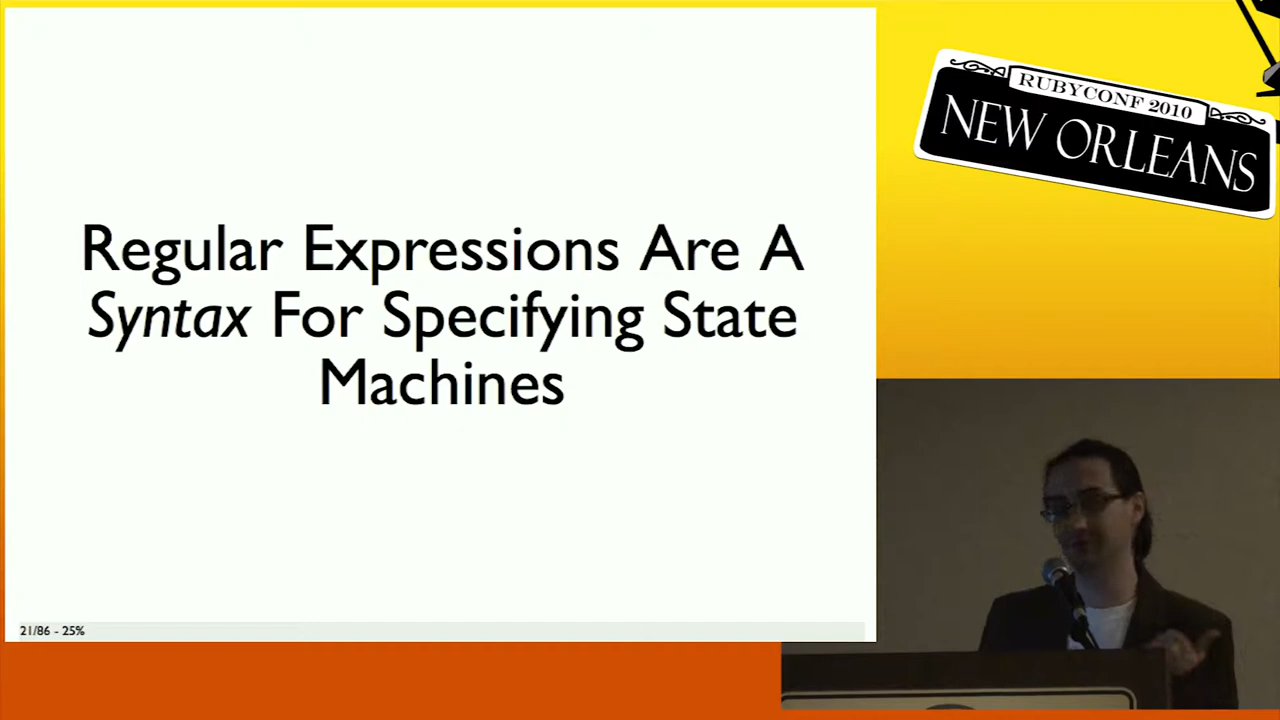 Regular Expressions Are A
Syntax For Specifying State
Machines
21/86 - 25%
RUBYCONF 2010
NEW ORLEANS